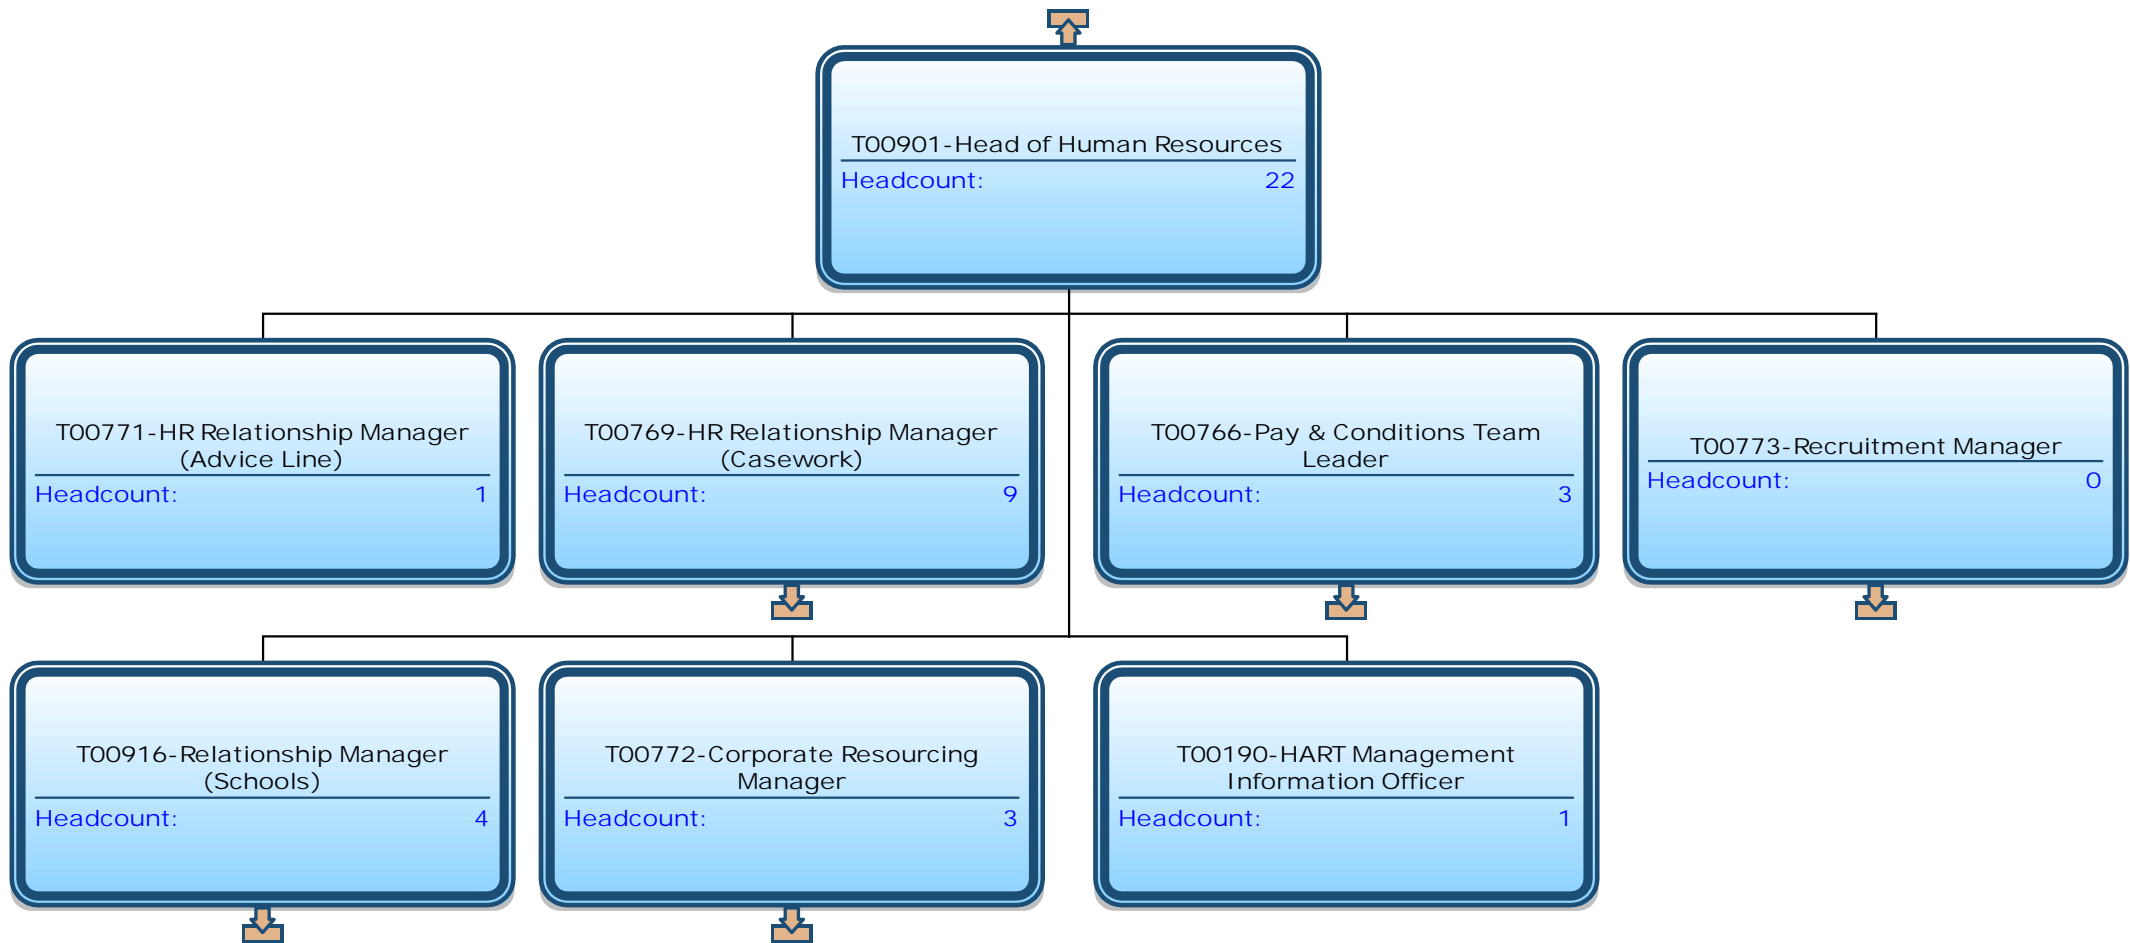 T00901-Head of Human Resources
Headcount: 22
T00771-HR Relationship Manager
(Advice Line)
Headcount: 1
T00769-HR Relationship Manager
(Casework)
Headcount: 9
T00766-Pay & Conditions Team
Leader
Headcount: 3
T00773-Recruitment Manager
Headcount: 0
T00916-Relationship Manager
(Schools)
Headcount: 4
T00772-Corporate Resourcing
Manager
Headcount: 3
T00190-HART Management
Information Officer
Headcount: 1